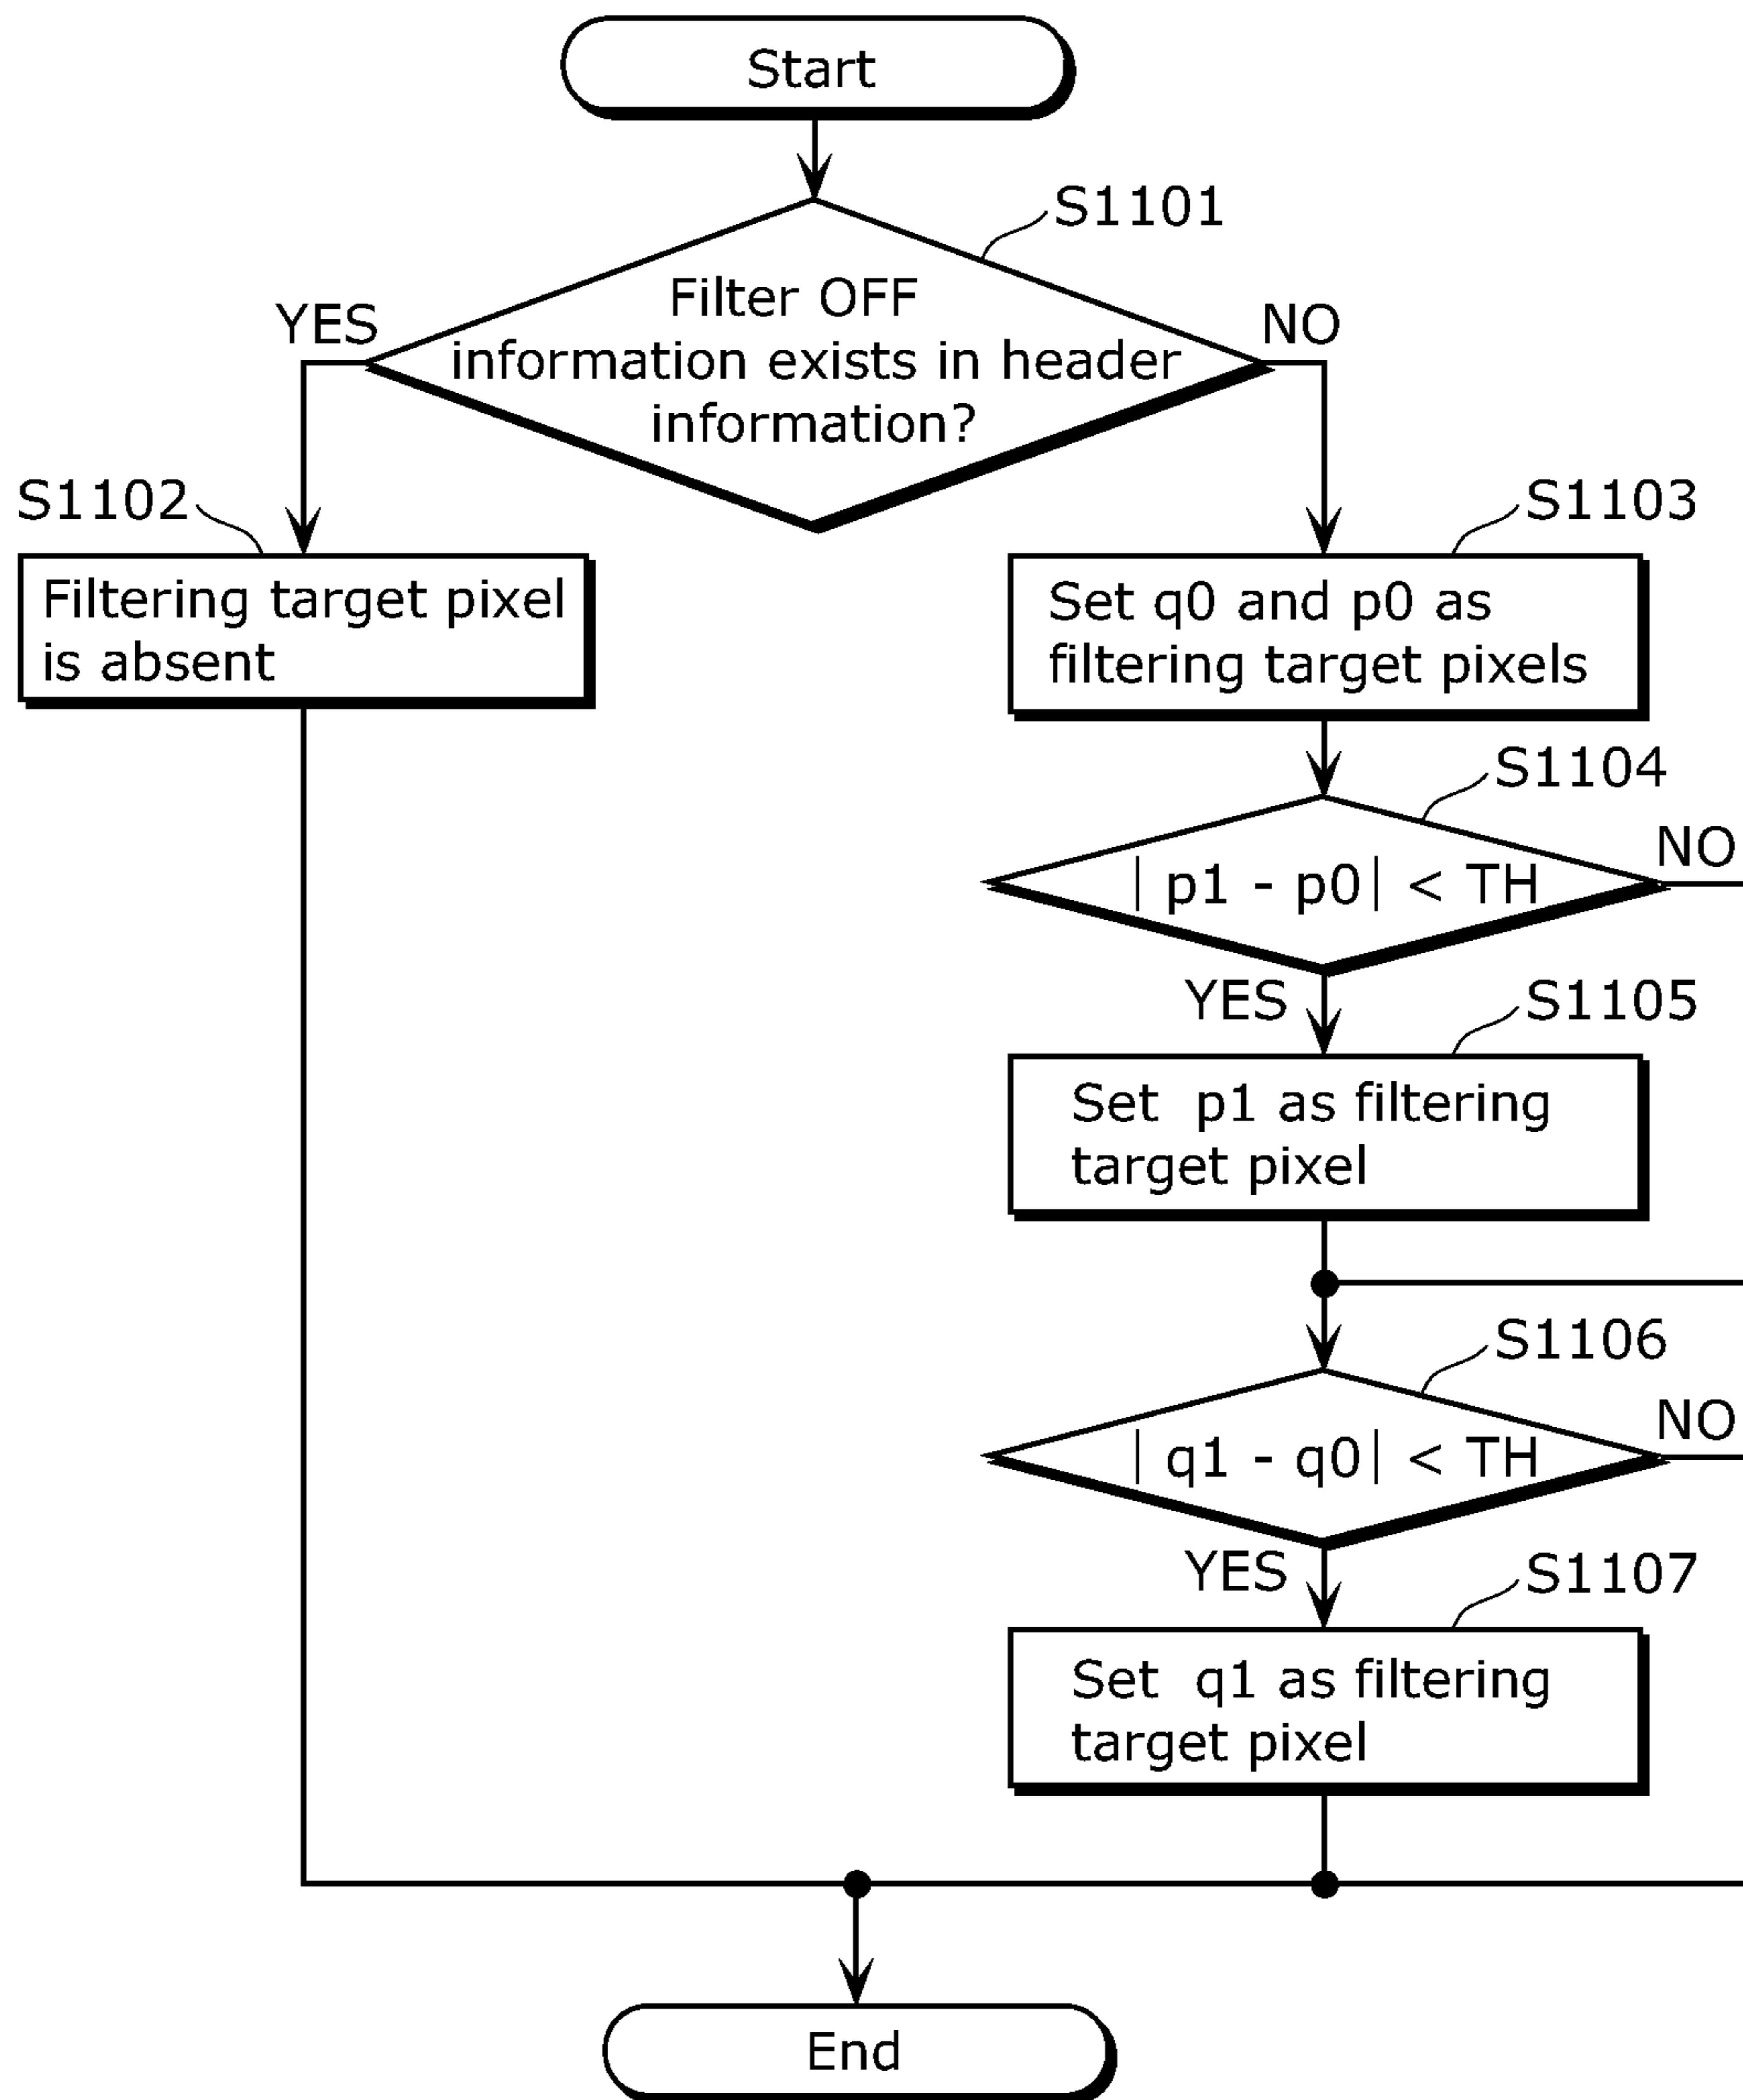 Start
S1101
Filter OFF
information exists in header
information?
YES
NO
S1102
Filtering target pixel
is absent
S1103
Set q0 and p0 as
filtering target pixels
S1104
| p1 - p0| < TH
NO
YES
S1105
Set p1 as filtering
target pixel
S1106
| q1 - q0| < TH
NO
YES
S1107
Set q1 as filtering
target pixel
End